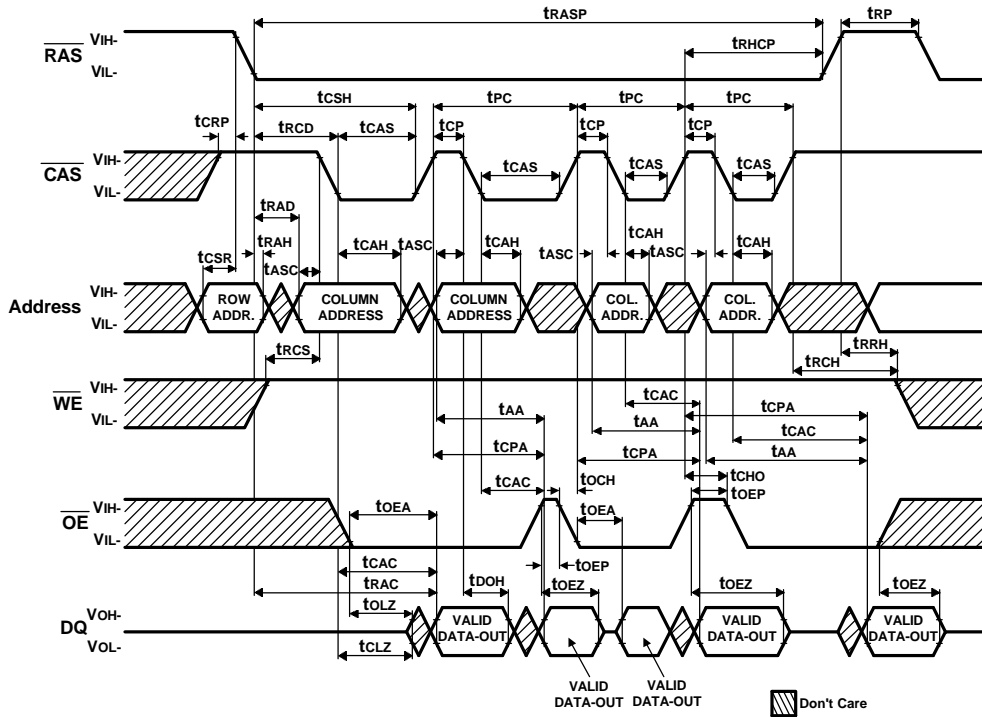 tRASP
tRP
VIH-
RAS
VIL-
tRHCP
tCSH
tPC
tPC
tPC
tCRP
tRCD
tCAS
tCP
tCP
tCP
VIH-
CAS
VIL-
tCAS
tCAS
tCAS
tRAD
tRAH
tCSR
tASC
tCAH
tASC
tCAH
tASC
tCAH
tASC
tCAH
VIH-
Address
VIL-
ROW
ADDR.
COLUMN
ADDRESS
COLUMN
ADDRESS
COL.
ADDR.
COL.
ADDR.
tRCS
tRRH
tRCH
VIH-
WE
VIL-
tCAC
tCPA
tAA
tAA
tCAC
tCPA
tCPA
tAA
tCAC
tOCH
tCHO
tOEP
VIH-
OE
VIL-
tOEA
tOEA
tOEP
tCAC
tRAC
tDOH
tOEZ
tOEZ
tOEZ
tOLZ
tCLZ
VOH-
DQ
VOL-
VALID
DATA-OUT
VALID
DATA-OUT
VALID
DATA-OUT
VALID
DATA-OUT
VALID
DATA-OUT
Don't Care